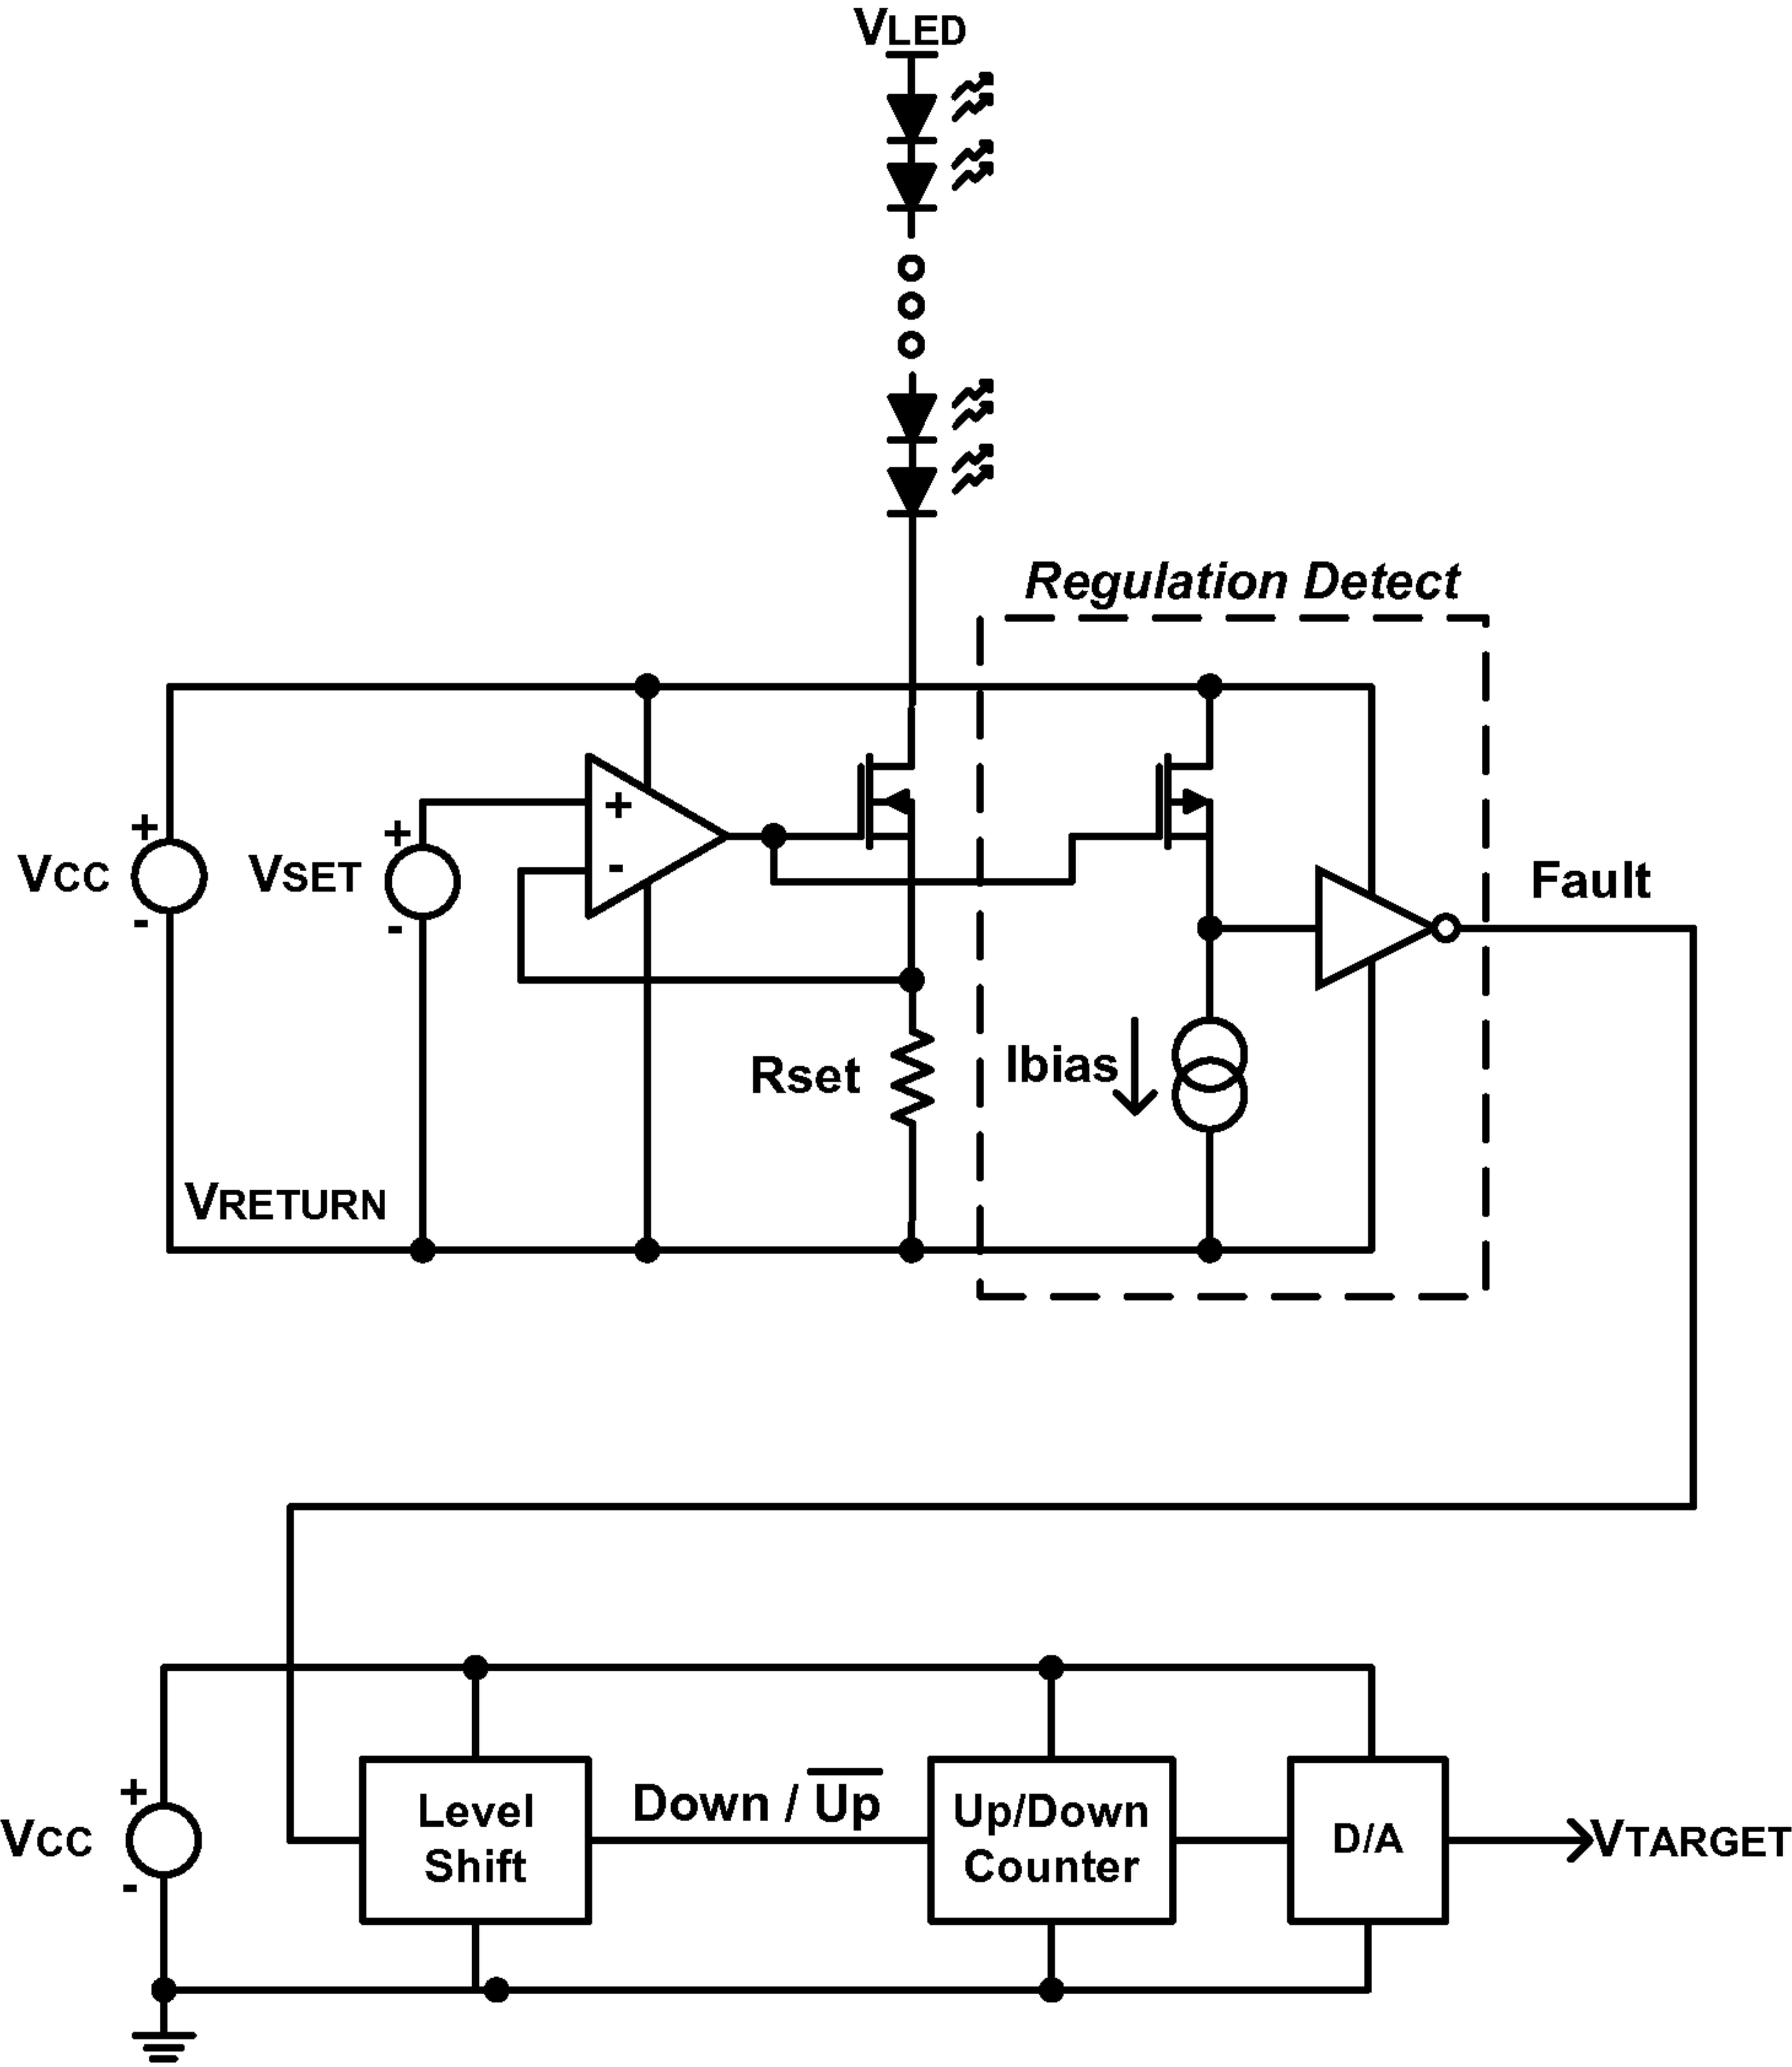 VLED
Regulation Detect
+
+
-
+
-
VCC
+
-
VSET
Fault
Rset
Ibias
VRETURN
+
-
VCC
Level
Shift
Down / Up
Up/Down
Counter
D/A
VTARGET